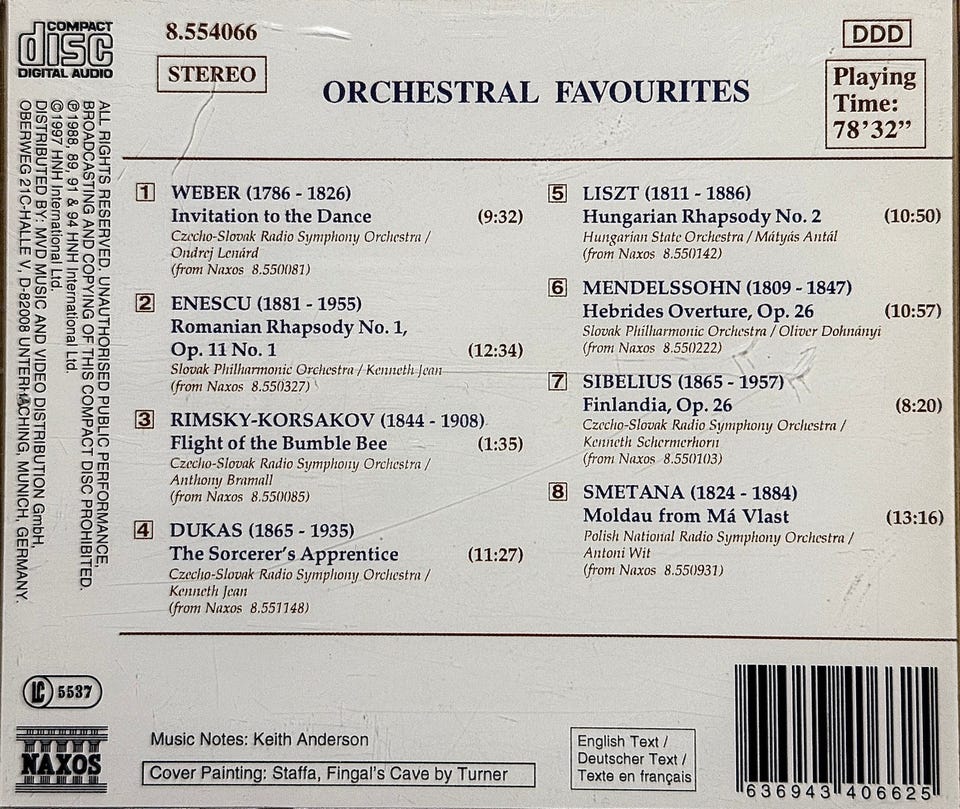 COMPACT
disc
DIGITAL AUDIO
8.554066
STEREO
ORCHESTRAL FAVOURITES
DDD
Playing
Time:
78’32”
ALL RIGHTS RESERVED. UNAUTHORISED PUBLIC PERFORMANCE,
BROADCASTING AND COPYING OF THIS COMPACT DISC PROHIBITED.
℗1988, 89, 91 & 94 HNH International Ltd.
©1997 HNH International Ltd.
DISTRIBUTED BY: MVD MUSIC AND VIDEO DISTRIBUTION GmbH,
OBERWEG 21C-HALLE V, D-82008 UNTERHACHING, MUNICH, GERMANY.
1 WEBER (1786 - 1826)
Invitation to the Dance (9:32)
Czecho-Slovak Radio Symphony Orchestra /
Ondrej Lenárd
(from Naxos 8.550081)
2 ENESCU (1881 - 1955)
Romanian Rhapsody No. 1,
Op. 11 No. 1 (12:34)
Slovak Philharmonic Orchestra / Kenneth Jean
(from Naxos 8.550327)
3 RIMSKY-KORSAKOV (1844 - 1908)
Flight of the Bumble Bee (1:35)
Czecho-Slovak Radio Symphony Orchestra /
Anthony Bramall
(from Naxos 8.550085)
4 DUKAS (1865 - 1935)
The Sorcerer's Apprentice (11:27)
Czecho-Slovak Radio Symphony Orchestra /
Kenneth Jean
(from Naxos 8.551148)
5 LISZT (1811 - 1886)
Hungarian Rhapsody No. 2 (10:50)
Hungarian State Orchestra / Mátyás Antál
(from Naxos 8.550142)
6 MENDELSSOHN (1809 - 1847)
Hebrides Overture, Op. 26 (10:57)
Slovak Philharmonic Orchestra / Oliver Dohnányi
(from Naxos 8.550222)
7 SIBELIUS (1865 - 1957)
Finlandia, Op. 26 (8:20)
Czecho-Slovak Radio Symphony Orchestra /
Kenneth Schermerhorn
(from Naxos 8.550103)
8 SMETANA (1824 - 1884)
Moldau from Má Vlast (13:16)
Polish National Radio Symphony Orchestra /
Antoni Wit
(from Naxos 8.550931)
LC 5537
NAXOS
Music Notes: Keith Anderson
Cover Painting: Staffa, Fingal's Cave by Turner
English Text /
Deutscher Text /
Texte en français
6 36943 40662 5